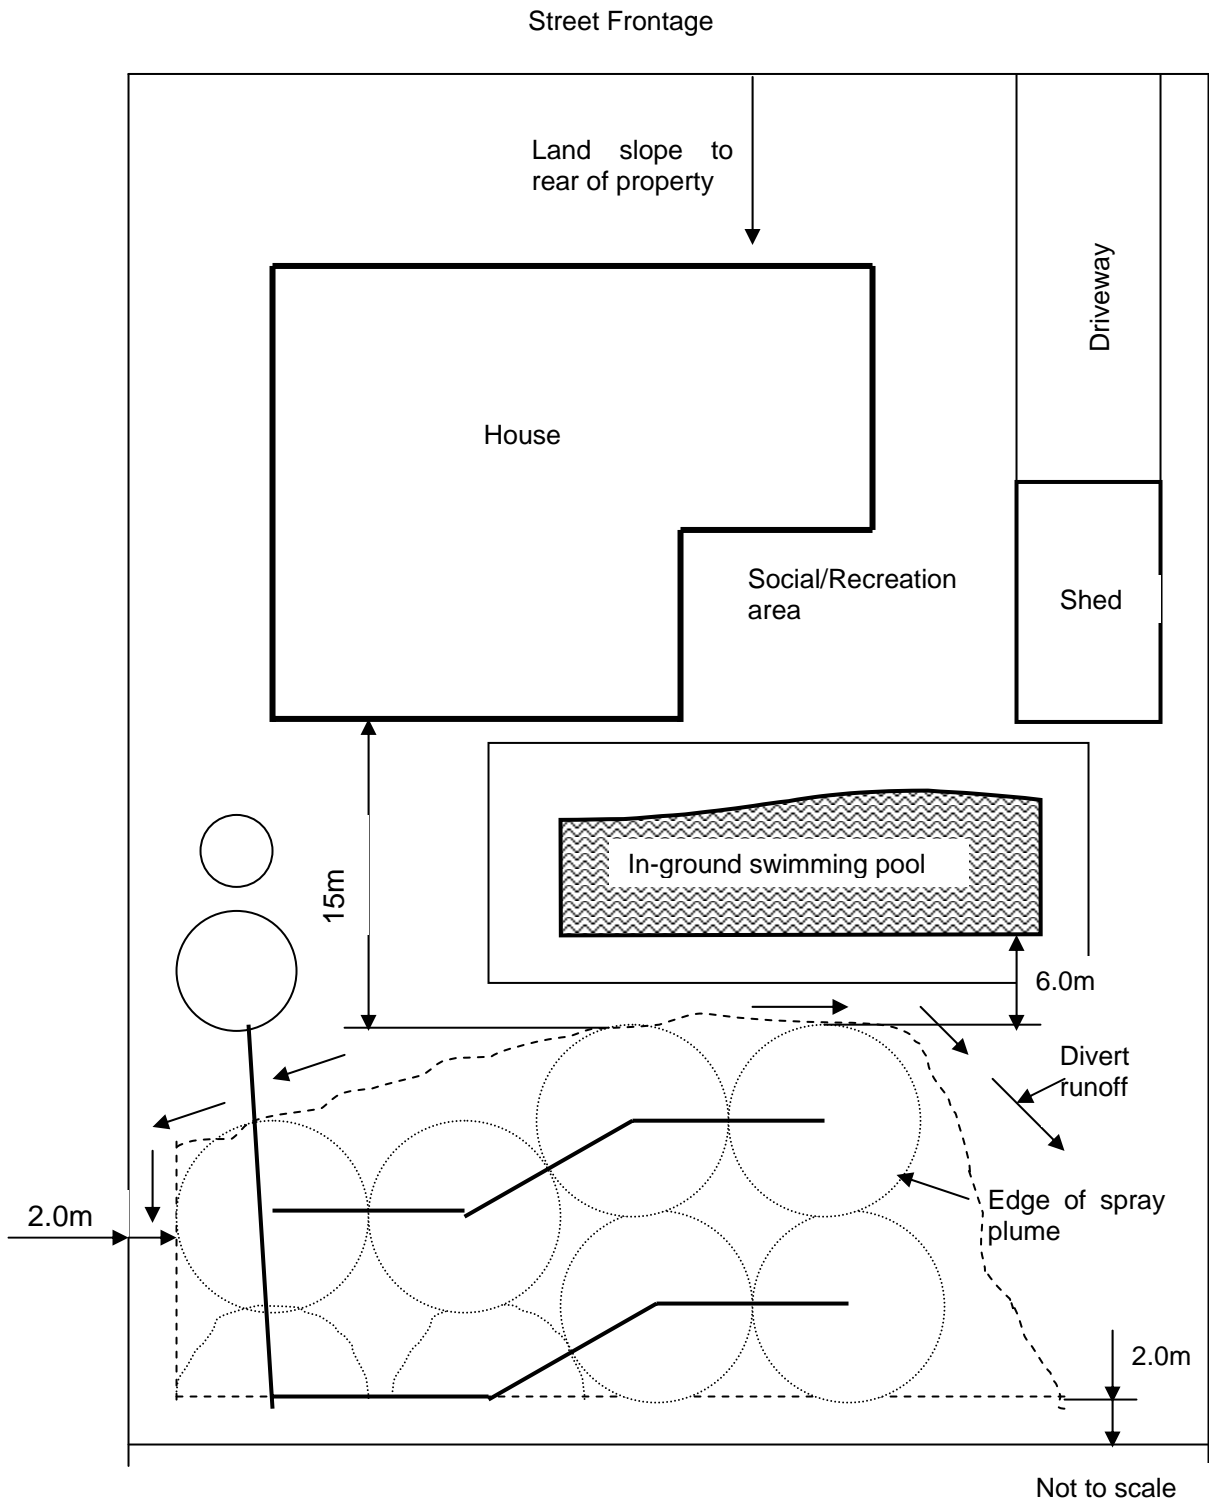 Street Frontage
Land slope to
rear of property
Driveway
House
Social/Recreation
area
Shed
In-ground swimming pool
15m
6.0m
Divert
runoff
2.0m
Edge of spray
plume
2.0m
Not to scale